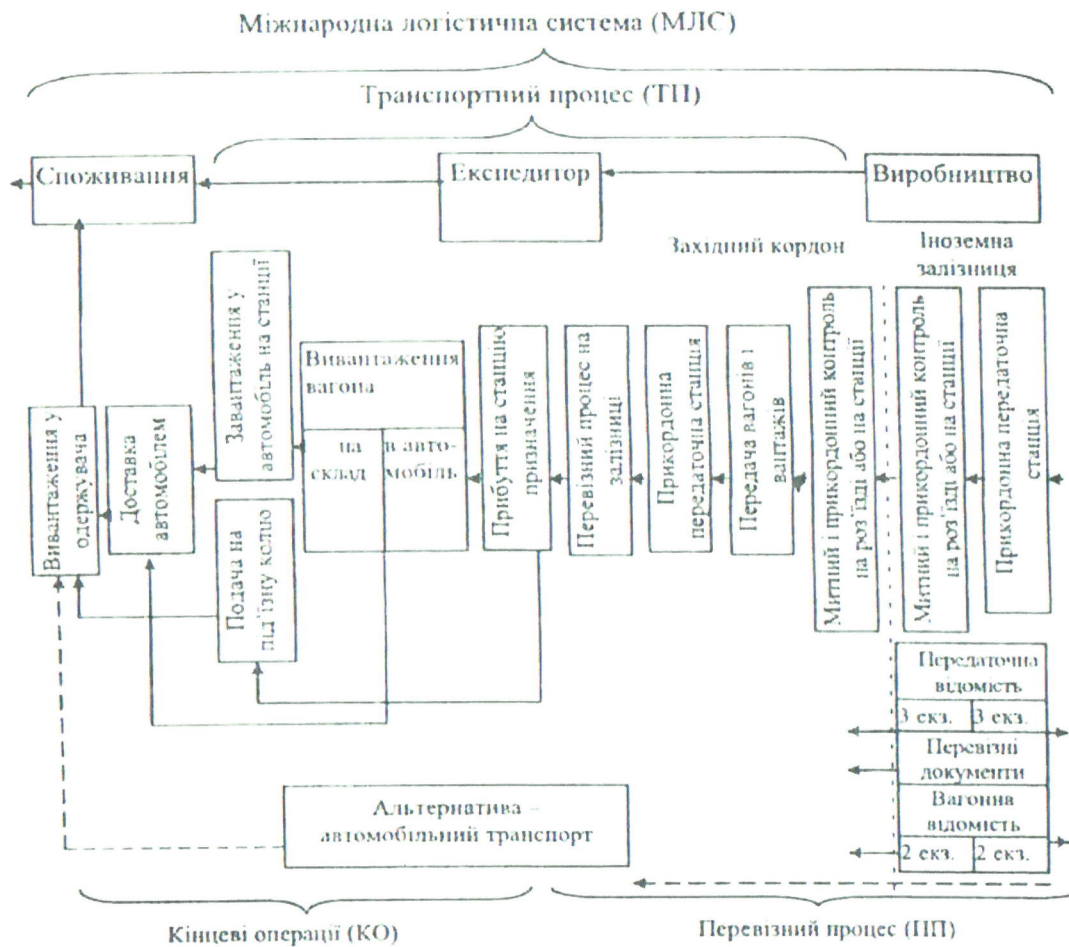 Міжнародна логістична система (МЛС)
Транспортний процес (ТП)
Споживання
Експедитор
Виробництво
Західний кордон
Іноземна
залізниця
Вивантаження у
одержувача
Доставка
автомобілем
Завантаження у
автомобіль на станції
Подача на
під'їзну колію
Вивантаження
вагона
на
склад
в авто-
мобіль
Прибуття на станцію
призначення
Перевізний процес на
залізниці
Прикордонна
передаточна станція
Передача вагонів і
вантажів
Митний і прикордонний контроль
на роз'їзді або на станції
Митний і прикордонний контроль
на роз'їзді або на станції
Прикордонна передаточна
станція
Передаточна
відомість
3 екз. 3 екз.
Перевізні
документи
Вагонна
відомість
2 екз. 2 екз.
Альтернатива –
автомобільний транспорт
Кінцеві операції (КО)
Перевізний процес (ПП)